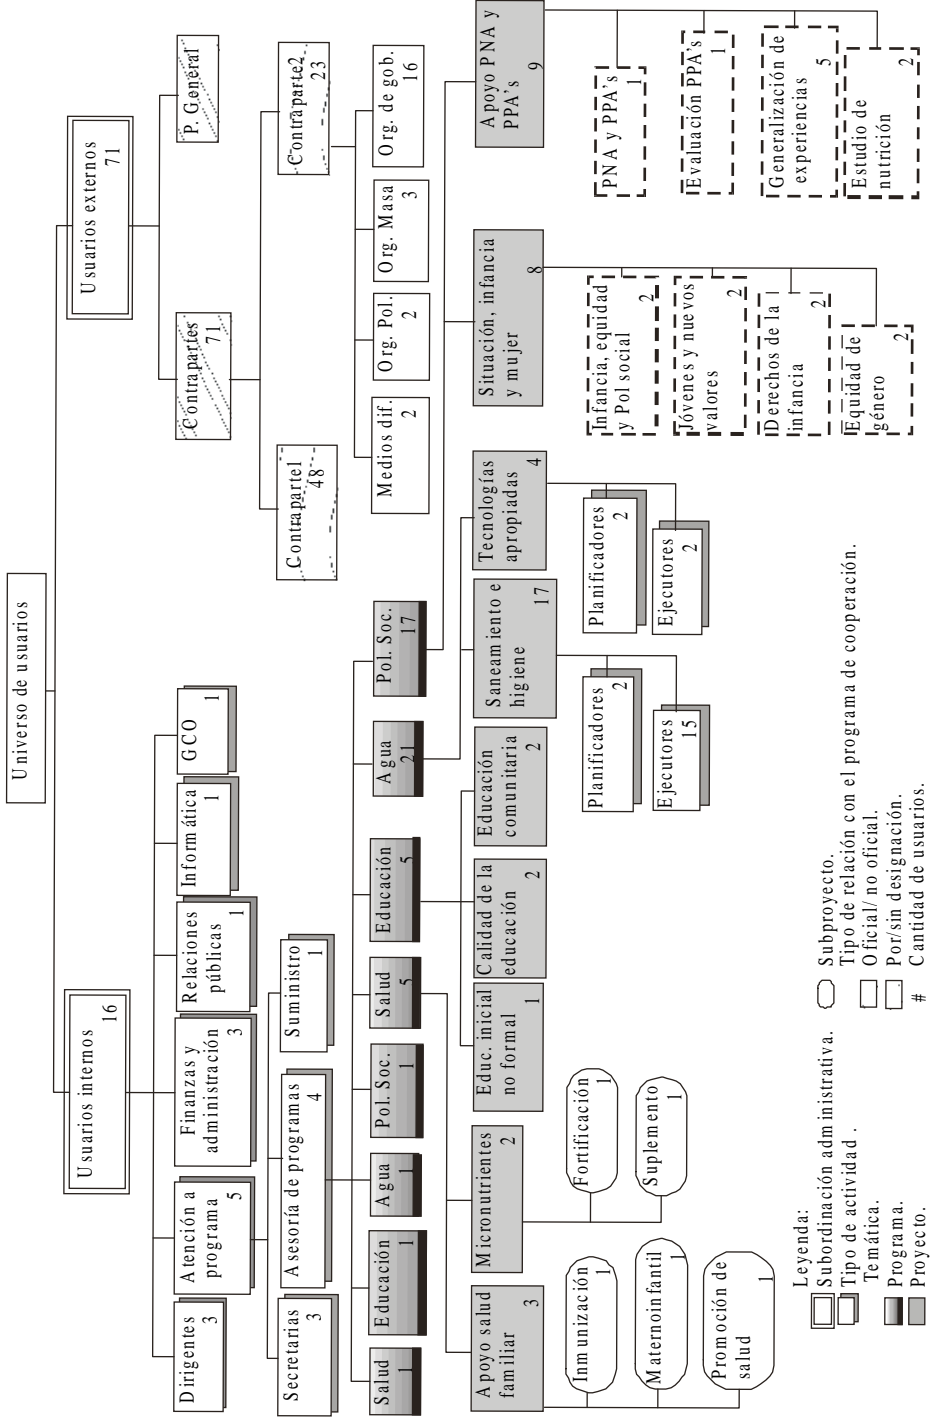 Universo de usuarios
Usuarios internos
16
Usuarios externos
71
Dirigentes
3
Atención a
programa
5
Finanzas y
administración
3
Relaciones
públicas
1
Informática
1
GCO
1
Contrapartes
71
P. General
Secretarias
3
Asesoría de programas
4
Suministro
1
Contraparte1
48
Contraparte2
23
Salud
1
Educación
1
Agua
1
Pol. Soc.
1
Salud
5
Educación
5
Agua
21
Pol. Soc.
17
Medios dif.
2
Org. Pol.
2
Org. Masa
3
Org. de gob.
16
Apoyo salud
familiar
3
Micronutrientes
2
Educ. inicial
no formal
1
Calidad de la
educación
2
Educación
comunitaria
2
Saneamiento e
higiene
17
Tecnologías
apropiadas
4
Situación, infancia
y mujer
8
Apoyo PNA y
PPA's
9
Inmunización
1
Maternoinfantil
1
Promoción de
salud
1
Fortificación
1
Suplemento
1
Planificadores
2
Ejecutores
15
Planificadores
2
Ejecutores
2
Infancia, equidad
y Pol social
2
Jóvenes y nuevos
valores
2
Derechos de la
infancia
2
Equidad de
género
2
PNA y PPA's
1
Evaluación PPA's
1
Generalización de
experiencias
5
Estudio de
nutrición
2
Leyenda:
Subordinación administrativa.
Tipo de actividad .
Temática.
Programa.
Proyecto.
Subproyecto.
Tipo de relación con el programa de cooperación.
Oficial/ no oficial.
Por/sin designación.
# Cantidad de usuarios.